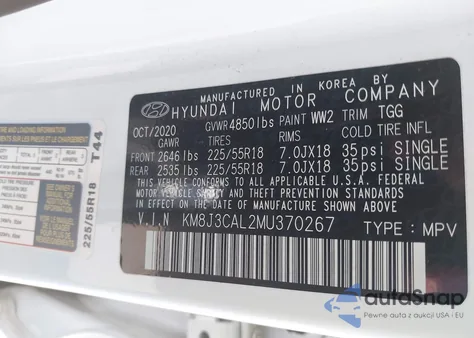 MANUFACTURED IN KOREA BY
HYUNDAI MOTOR COMPANY
OCT/2020 GVWR 4850lbs PAINT WW2 TRIM TGG
GAWR TIRES RIMS COLD TIRE INFL
FRONT 2646 lbs 225/55R18 7.0JX18 35psi SINGLE
REAR 2535 lbs 225/55R18 7.0JX18 35psi SINGLE
THIS VEHICLE CONFORMS TO ALL APPLICABLE U.S.A. FEDERAL
MOTOR VEHICLE SAFETY, BUMPER, AND THEFT PREVENTION STANDARDS
IN EFFECT ON THE DATE OF MANUFACTURE SHOWN ABOVE.
V.I.N KM8J3CAL2MU370267 TYPE : MPV
225/55R18 T44
autoSnap
Pewne auta z aukcji USA i EU